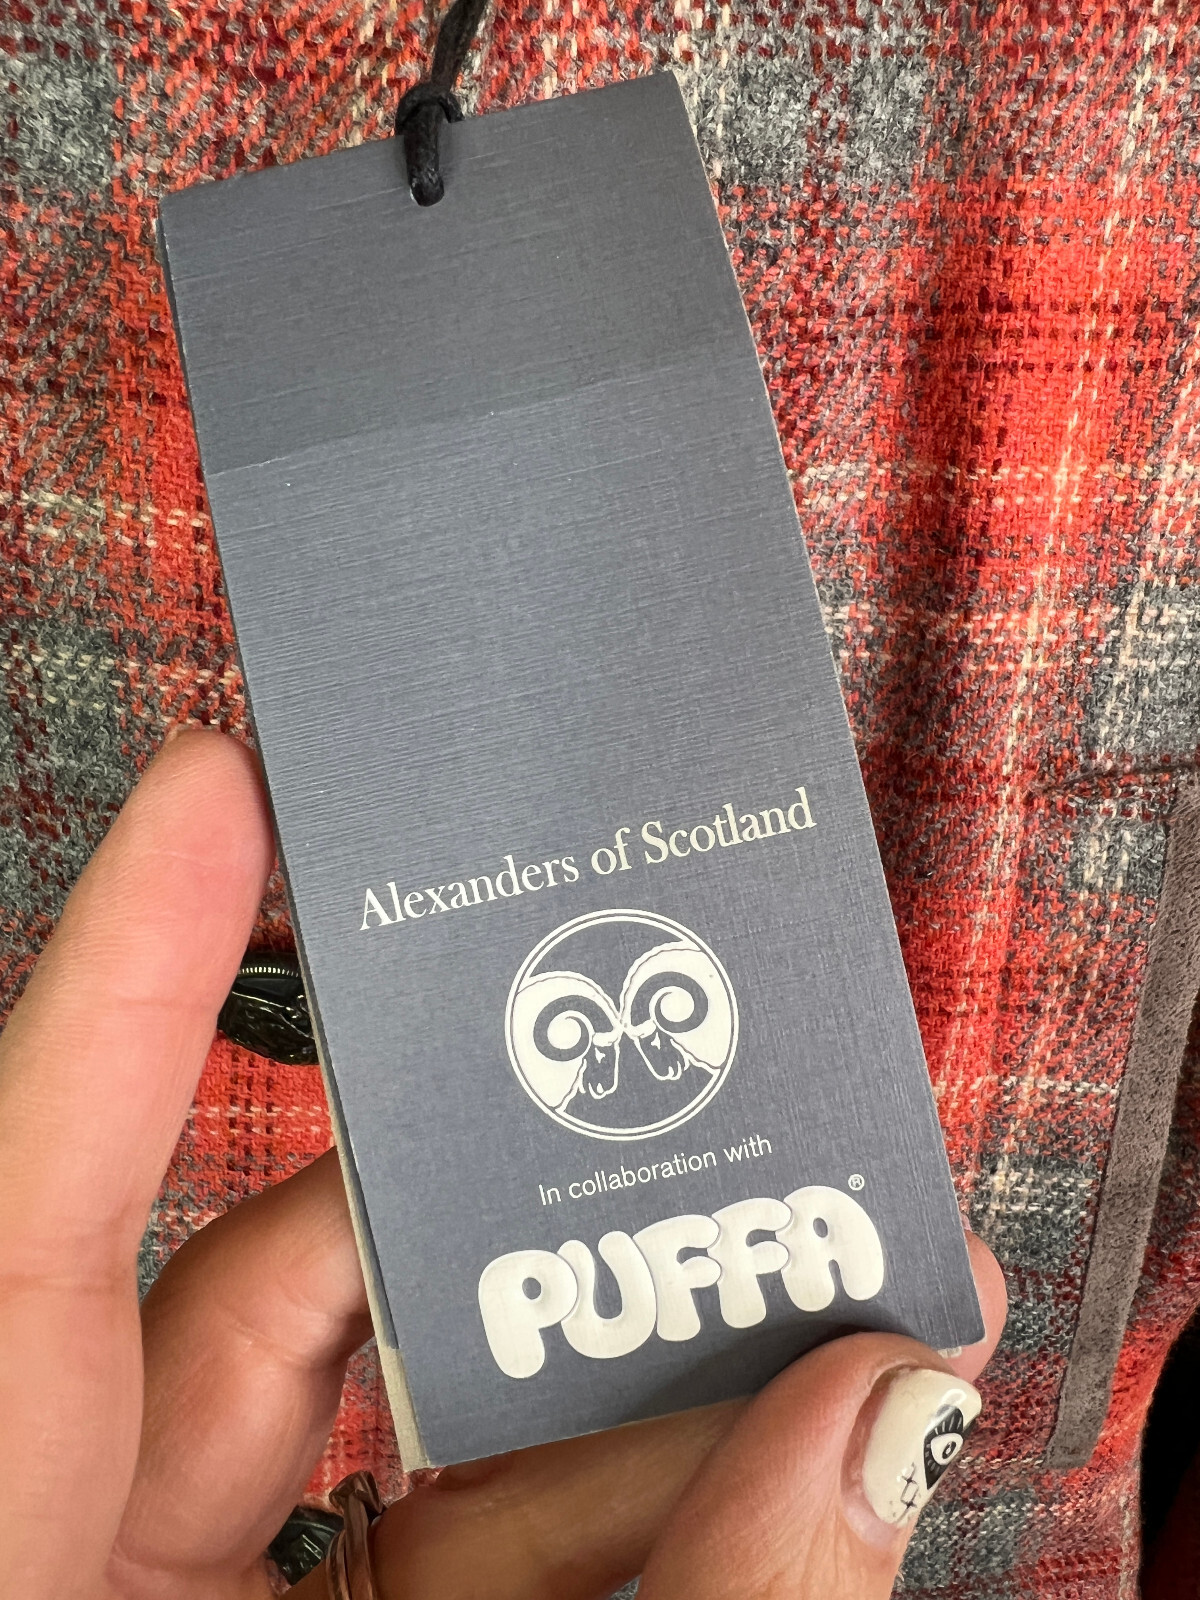 Alexanders of Scotland
In collaboration with
PUFFA®